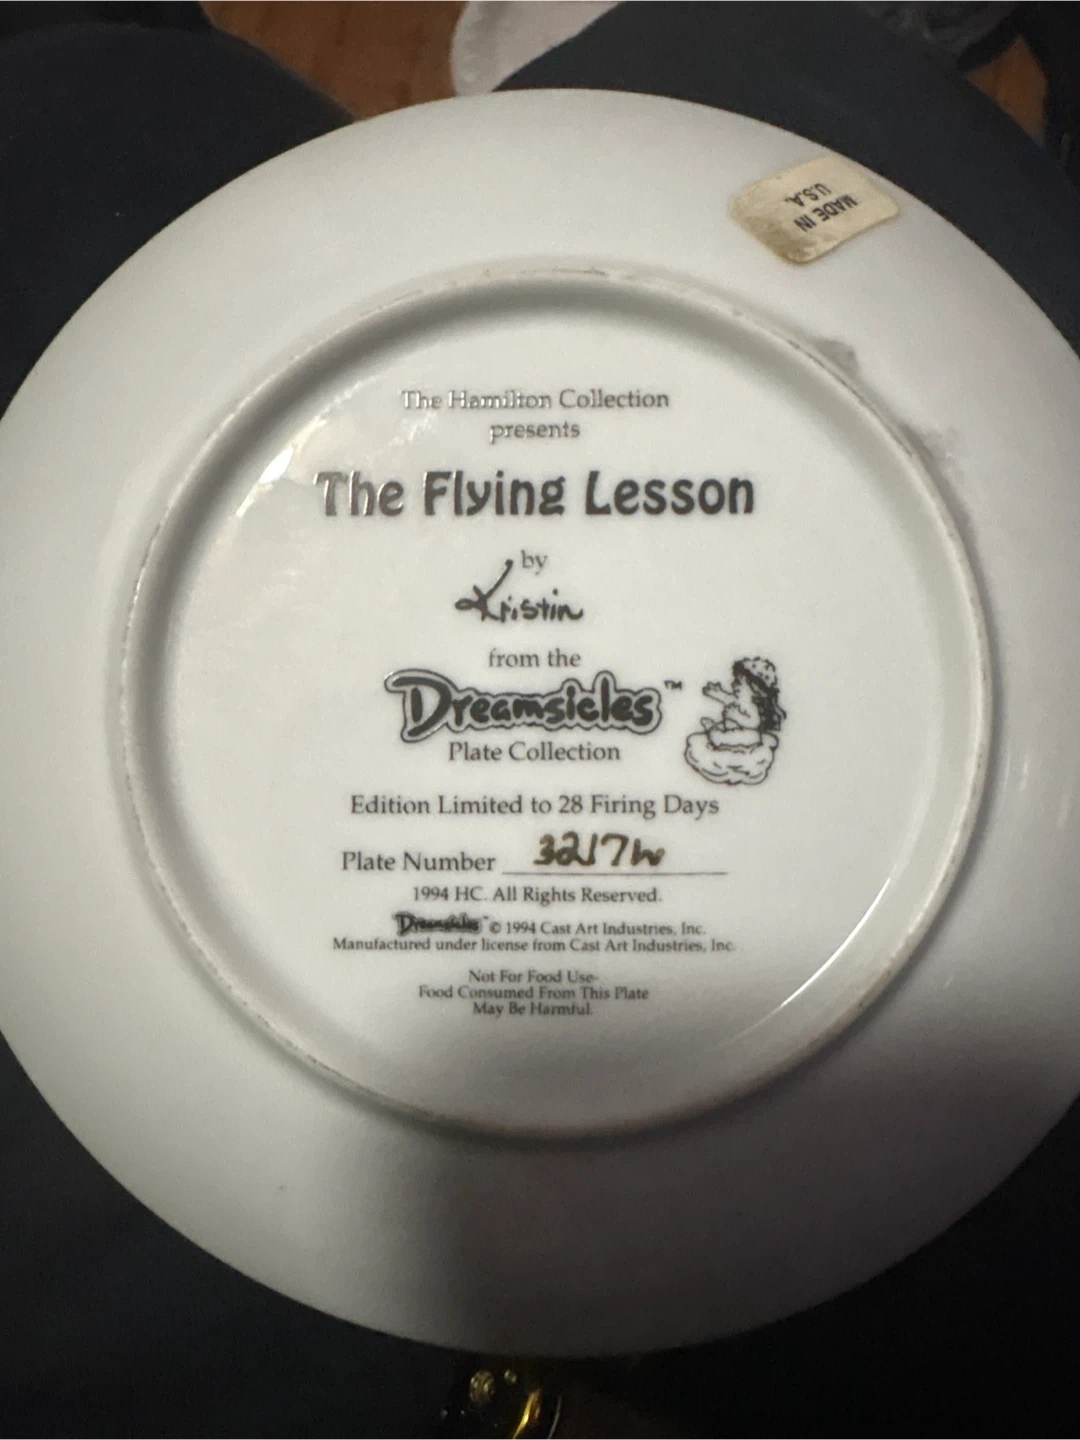 MADE IN
U.S.A.
The Hamilton Collection
presents
The Flying Lesson
by
Kristin
from the
Dreamsicles™
Plate Collection
Edition Limited to 28 Firing Days
Plate Number 3217W
1994 HC. All Rights Reserved.
Dreamsicles™ © 1994 Cast Art Industries, Inc.
Manufactured under license from Cast Art Industries, Inc.
Not For Food Use-
Food Consumed From This Plate
May Be Harmful.